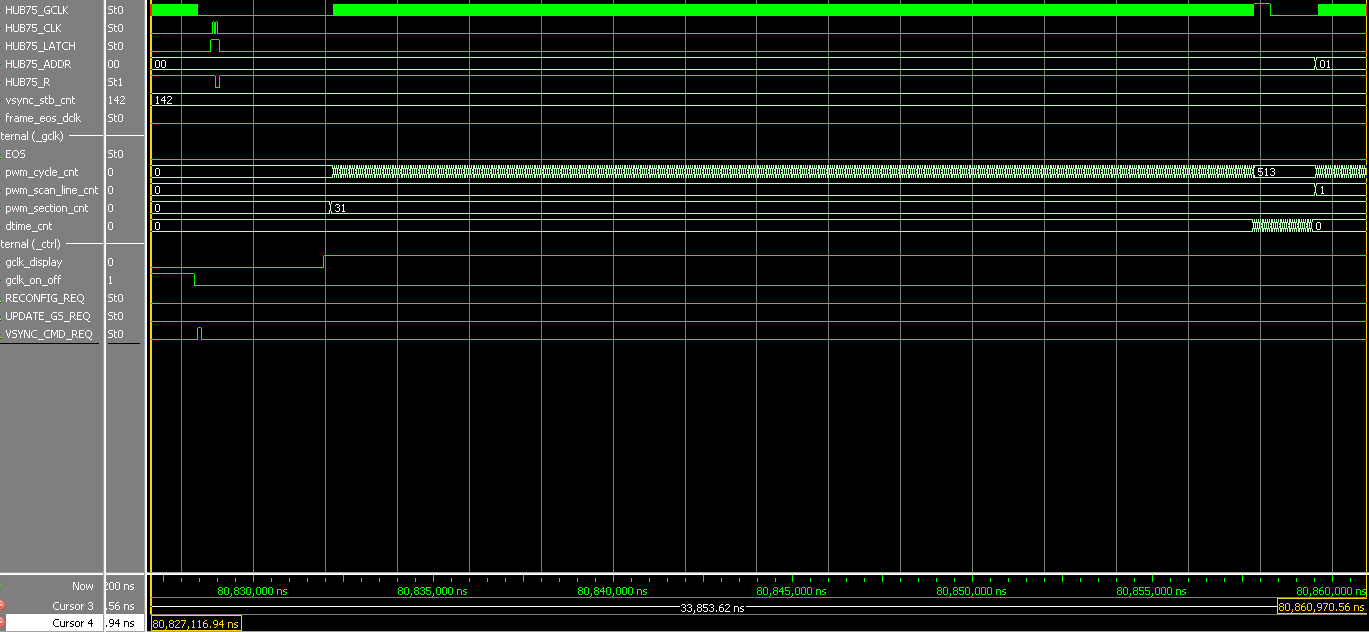 HUB75_GCLK St0
HUB75_CLK St0
HUB75_LATCH St0
HUB75_ADDR 00 00 01
HUB75_R St1
vsync_stb_cnt 142 142
frame_eos_dclk St0
ternal (_gclk)
EOS St0
pwm_cycle_cnt 0 0 513
pwm_scan_line_cnt 0 0 1
pwm_section_cnt 0 0 31
dtime_cnt 0 0 0
ternal (_ctrl)
gclk_display 0
gclk_on_off 1
RECONFIG_REQ St0
UPDATE_GS_REQ St0
VSYNC_CMD_REQ St0
Now 200 ns 80,830,000 ns 80,835,000 ns 80,840,000 ns 80,845,000 ns 80,850,000 ns 80,855,000 ns 80,860,000 ns
Cursor 3 .56 ns 33,853.62 ns 80,860,970.56 ns
Cursor 4 .94 ns 80,827,116.94 ns